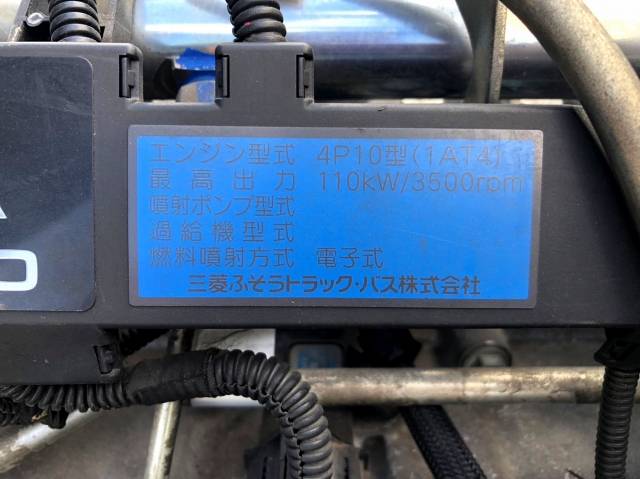 エンジン型式 4P10型(1AT4)
最高出力 110kW/3500rpm
噴射ポンプ型式
過給機型式
燃料噴射方式 電子式
三菱ふそうトラック・バス株式会社